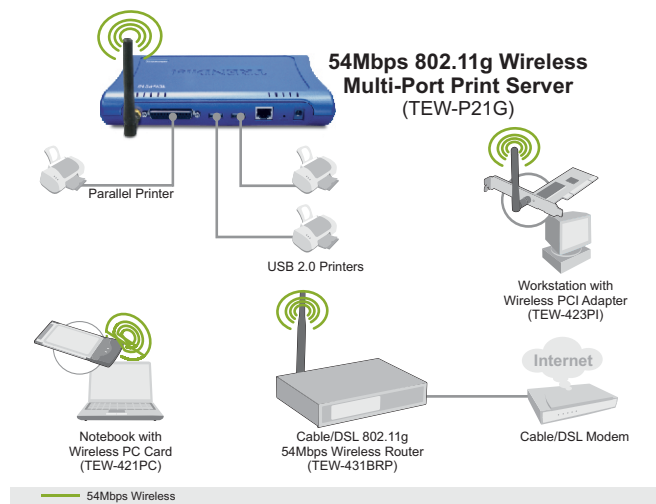 54Mbps 802.11g Wireless
Multi-Port Print Server
(TEW-P21G)
Parallel Printer
USB 2.0 Printers
Workstation with
Wireless PCI Adapter
(TEW-423PI)
Internet
Notebook with
Wireless PC Card
(TEW-421PC)
Cable/DSL 802.11g
54Mbps Wireless Router
(TEW-431BRP)
Cable/DSL Modem
54Mbps Wireless